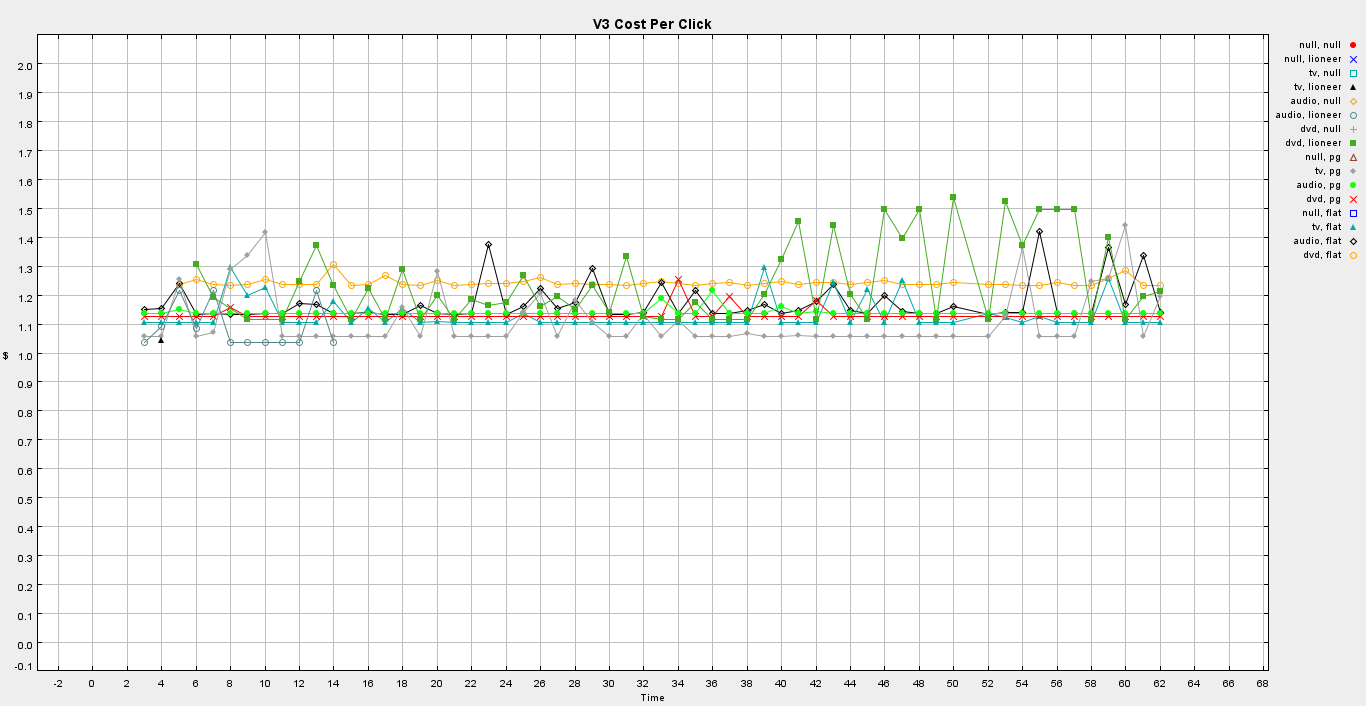 V3 Cost Per Click
2.0
1.9
1.8
1.7
1.6
1.5
1.4
1.3
1.2
1.1
1.0
0.9
0.8
0.7
0.6
0.5
0.4
0.3
0.2
0.1
0.0
-0.1
$
-2 0 2 4 6 8 10 12 14 16 18 20 22 24 26 28 30 32 34 36 38 40 42 44 46 48 50 52 54 56 58 60 62 64 66 68
Time
null, null
null, lioneer
tv, null
tv, lioneer
audio, null
audio, lioneer
dvd, null
dvd, lioneer
null, pg
tv, pg
audio, pg
dvd, pg
null, flat
tv, flat
audio, flat
dvd, flat